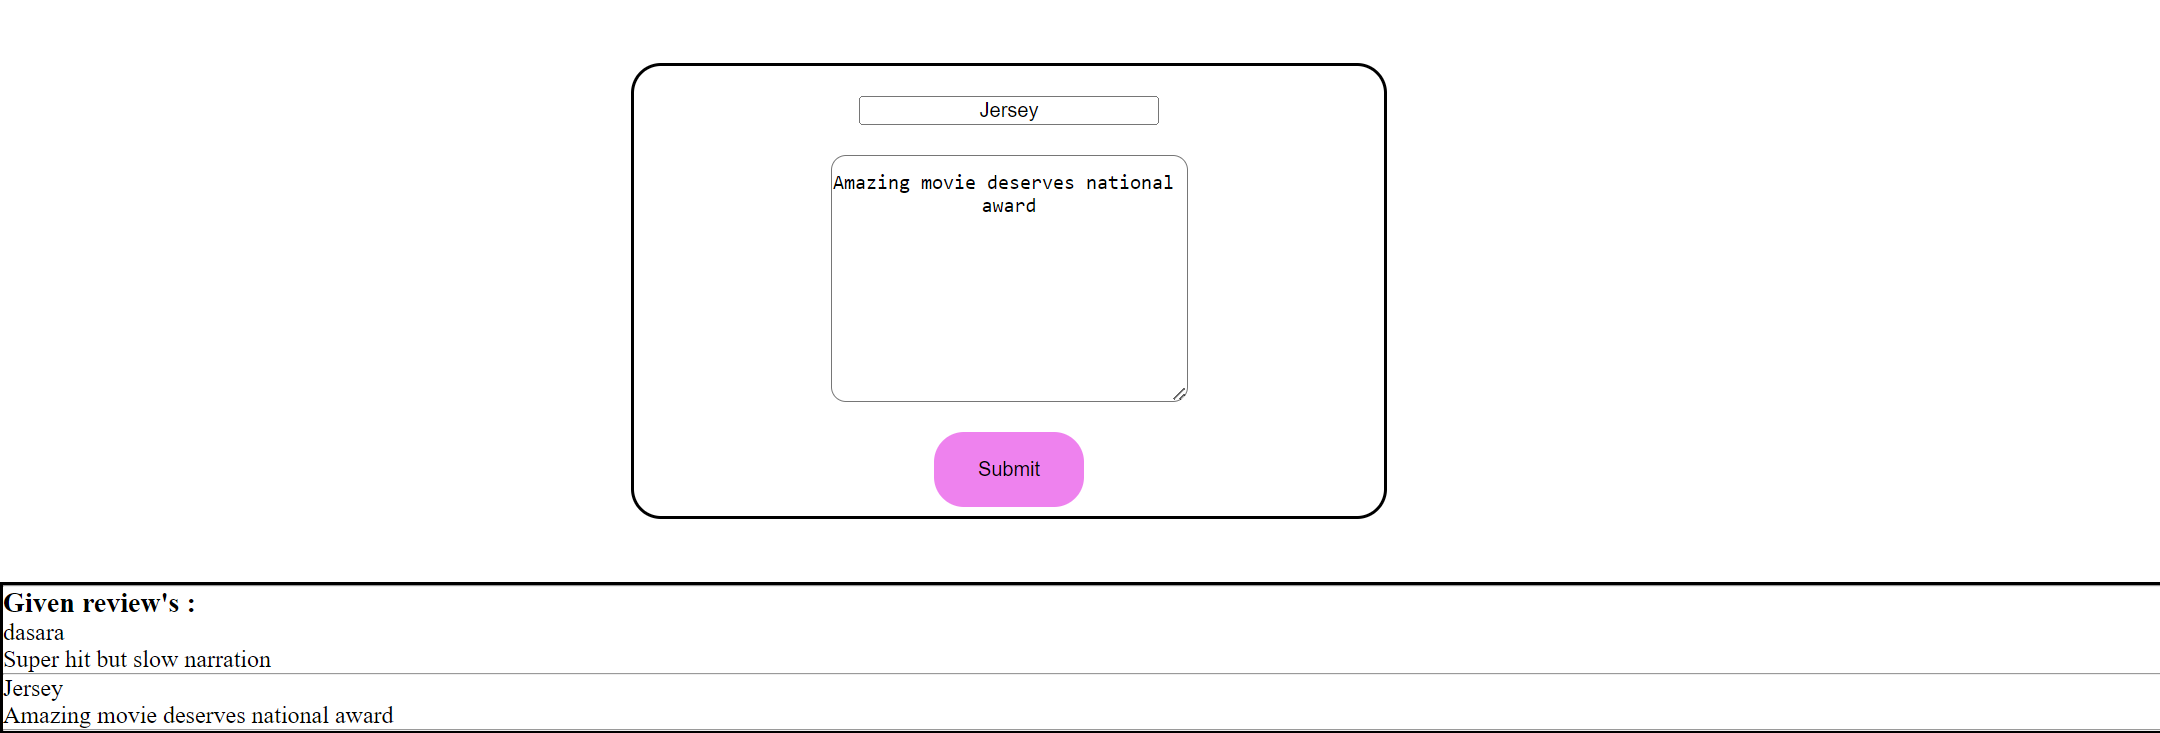 Jersey
Amazing movie deserves national
award
Submit
Given review's :
dasara
Super hit but slow narration
Jersey
Amazing movie deserves national award